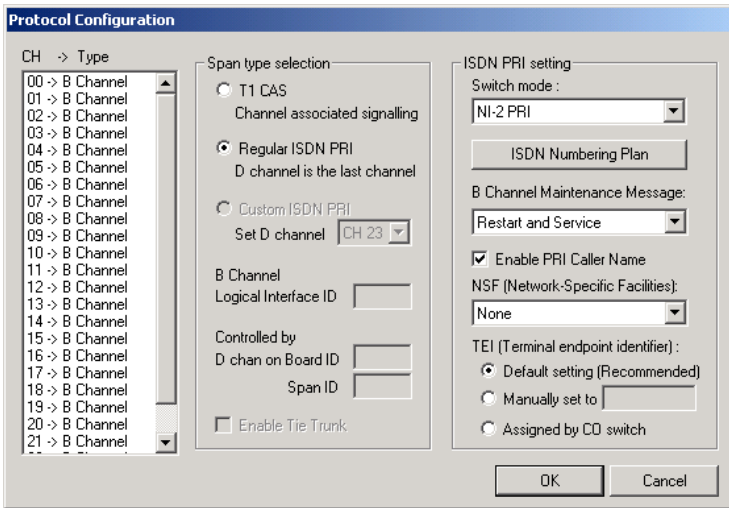 Protocol Configuration
CH -> Type
00 -> B Channel
01 -> B Channel
02 -> B Channel
03 -> B Channel
04 -> B Channel
05 -> B Channel
06 -> B Channel
07 -> B Channel
08 -> B Channel
09 -> B Channel
10 -> B Channel
11 -> B Channel
12 -> B Channel
13 -> B Channel
14 -> B Channel
15 -> B Channel
16 -> B Channel
17 -> B Channel
18 -> B Channel
19 -> B Channel
20 -> B Channel
21 -> B Channel
Span type selection
T1 CAS
Channel associated signalling
Regular ISDN PRI
D channel is the last channel
Custom ISDN PRI
Set D channel CH 23
B Channel
Logical Interface ID
Controlled by
D chan on Board ID
Span ID
Enable Tie Trunk
ISDN PRI setting
Switch mode :
NI-2 PRI
ISDN Numbering Plan
B Channel Maintenance Message:
Restart and Service
Enable PRI Caller Name
NSF (Network-Specific Facilities):
None
TEI (Terminal endpoint identifier) :
Default setting (Recommended)
Manually set to
Assigned by CO switch
OK
Cancel